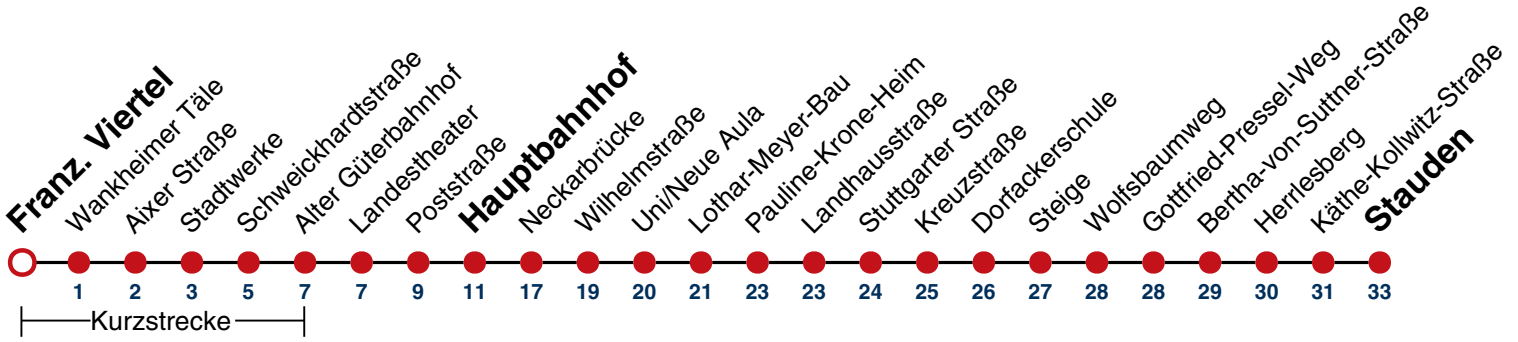 Franz. Viertel
Wankheimer Täle
Aixer Straße
Stadtwerke
Schweickhardtstraße
Alter Güterbahnhof
Landestheater
Poststraße
Hauptbahnhof
Neckarbrücke
Wilhelmstraße
Uni/Neue Aula
Lothar-Meyer-Bau
Pauline-Krone-Heim
Landhausstraße
Stuttgarter Straße
Kreuzstraße
Dorfackerschule
Steige
Wolfsbaumweg
Gottfried-Pressel-Weg
Bertha-von-Suttner-Straße
Herrlesberg
Käthe-Kollwitz-Straße
Stauden
1 2 3 5 7 7 9 11 17 19 20 21 23 23 24 25 26 27 28 28 29 30 31 33
Kurzstrecke